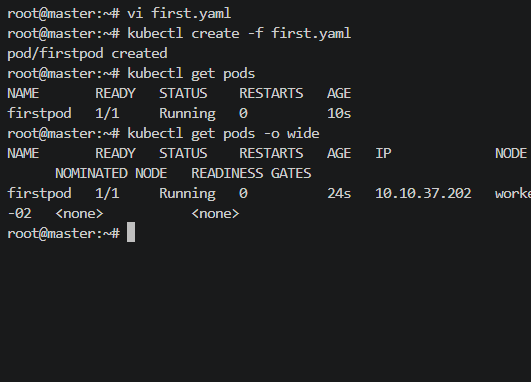 root@master:~# vi first.yaml
root@master:~# kubectl create -f first.yaml
pod/firstpod created
root@master:~# kubectl get pods
NAME       READY   STATUS    RESTARTS   AGE
firstpod   1/1     Running   0          10s
root@master:~# kubectl get pods -o wide
NAME       READY   STATUS    RESTARTS   AGE   IP             NODE
      NOMINATED NODE   READINESS GATES
firstpod   1/1     Running   0          24s   10.10.37.202   worke
-02   <none>           <none>
root@master:~#